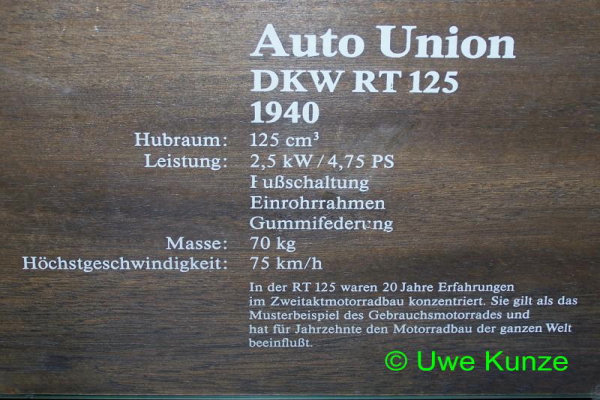 Auto Union
DKW RT 125
1940
Hubraum: 125 cm³
Leistung: 2,5 kW/4,75 PS
Fußschaltung
Einrohrrahmen
Gummifederung
Masse: 70 kg
Höchstgeschwindigkeit: 75 km/h
In der RT 125 waren 20 Jahre Erfahrungen
im Zweitaktmotorradbau konzentriert. Sie gilt als das
Musterbeispiel des Gebrauchsmotorrades und
hat für Jahrzehnte den Motorradbau der ganzen Welt
beeinflußt.
© Uwe Kunze